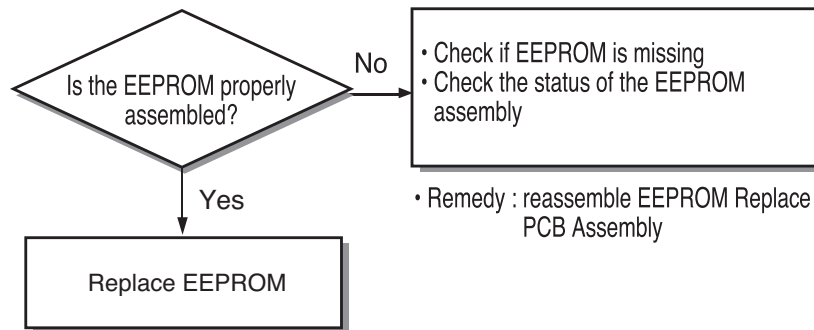 Is the EEPROM properly
assembled?
No
• Check if EEPROM is missing
• Check the status of the EEPROM
assembly
Yes
• Remedy : reassemble EEPROM Replace
PCB Assembly
Replace EEPROM